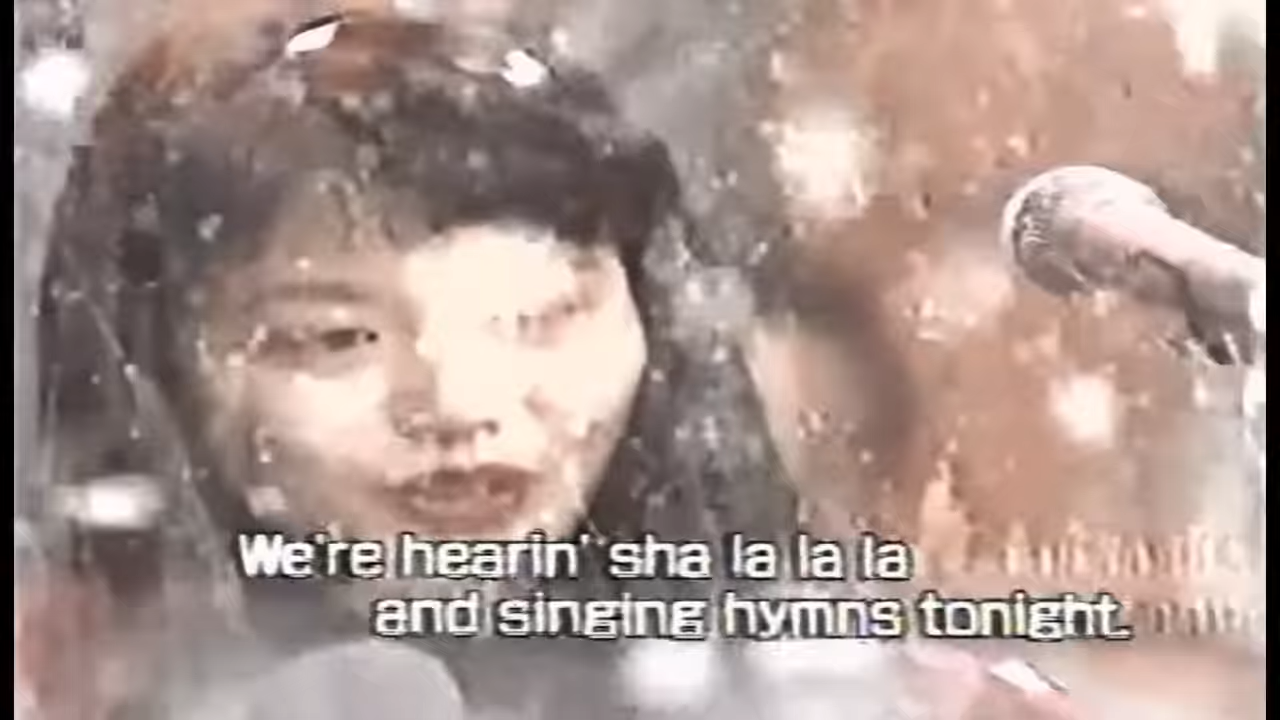 We're hearin' sha la la la
and singing hymns tonight.